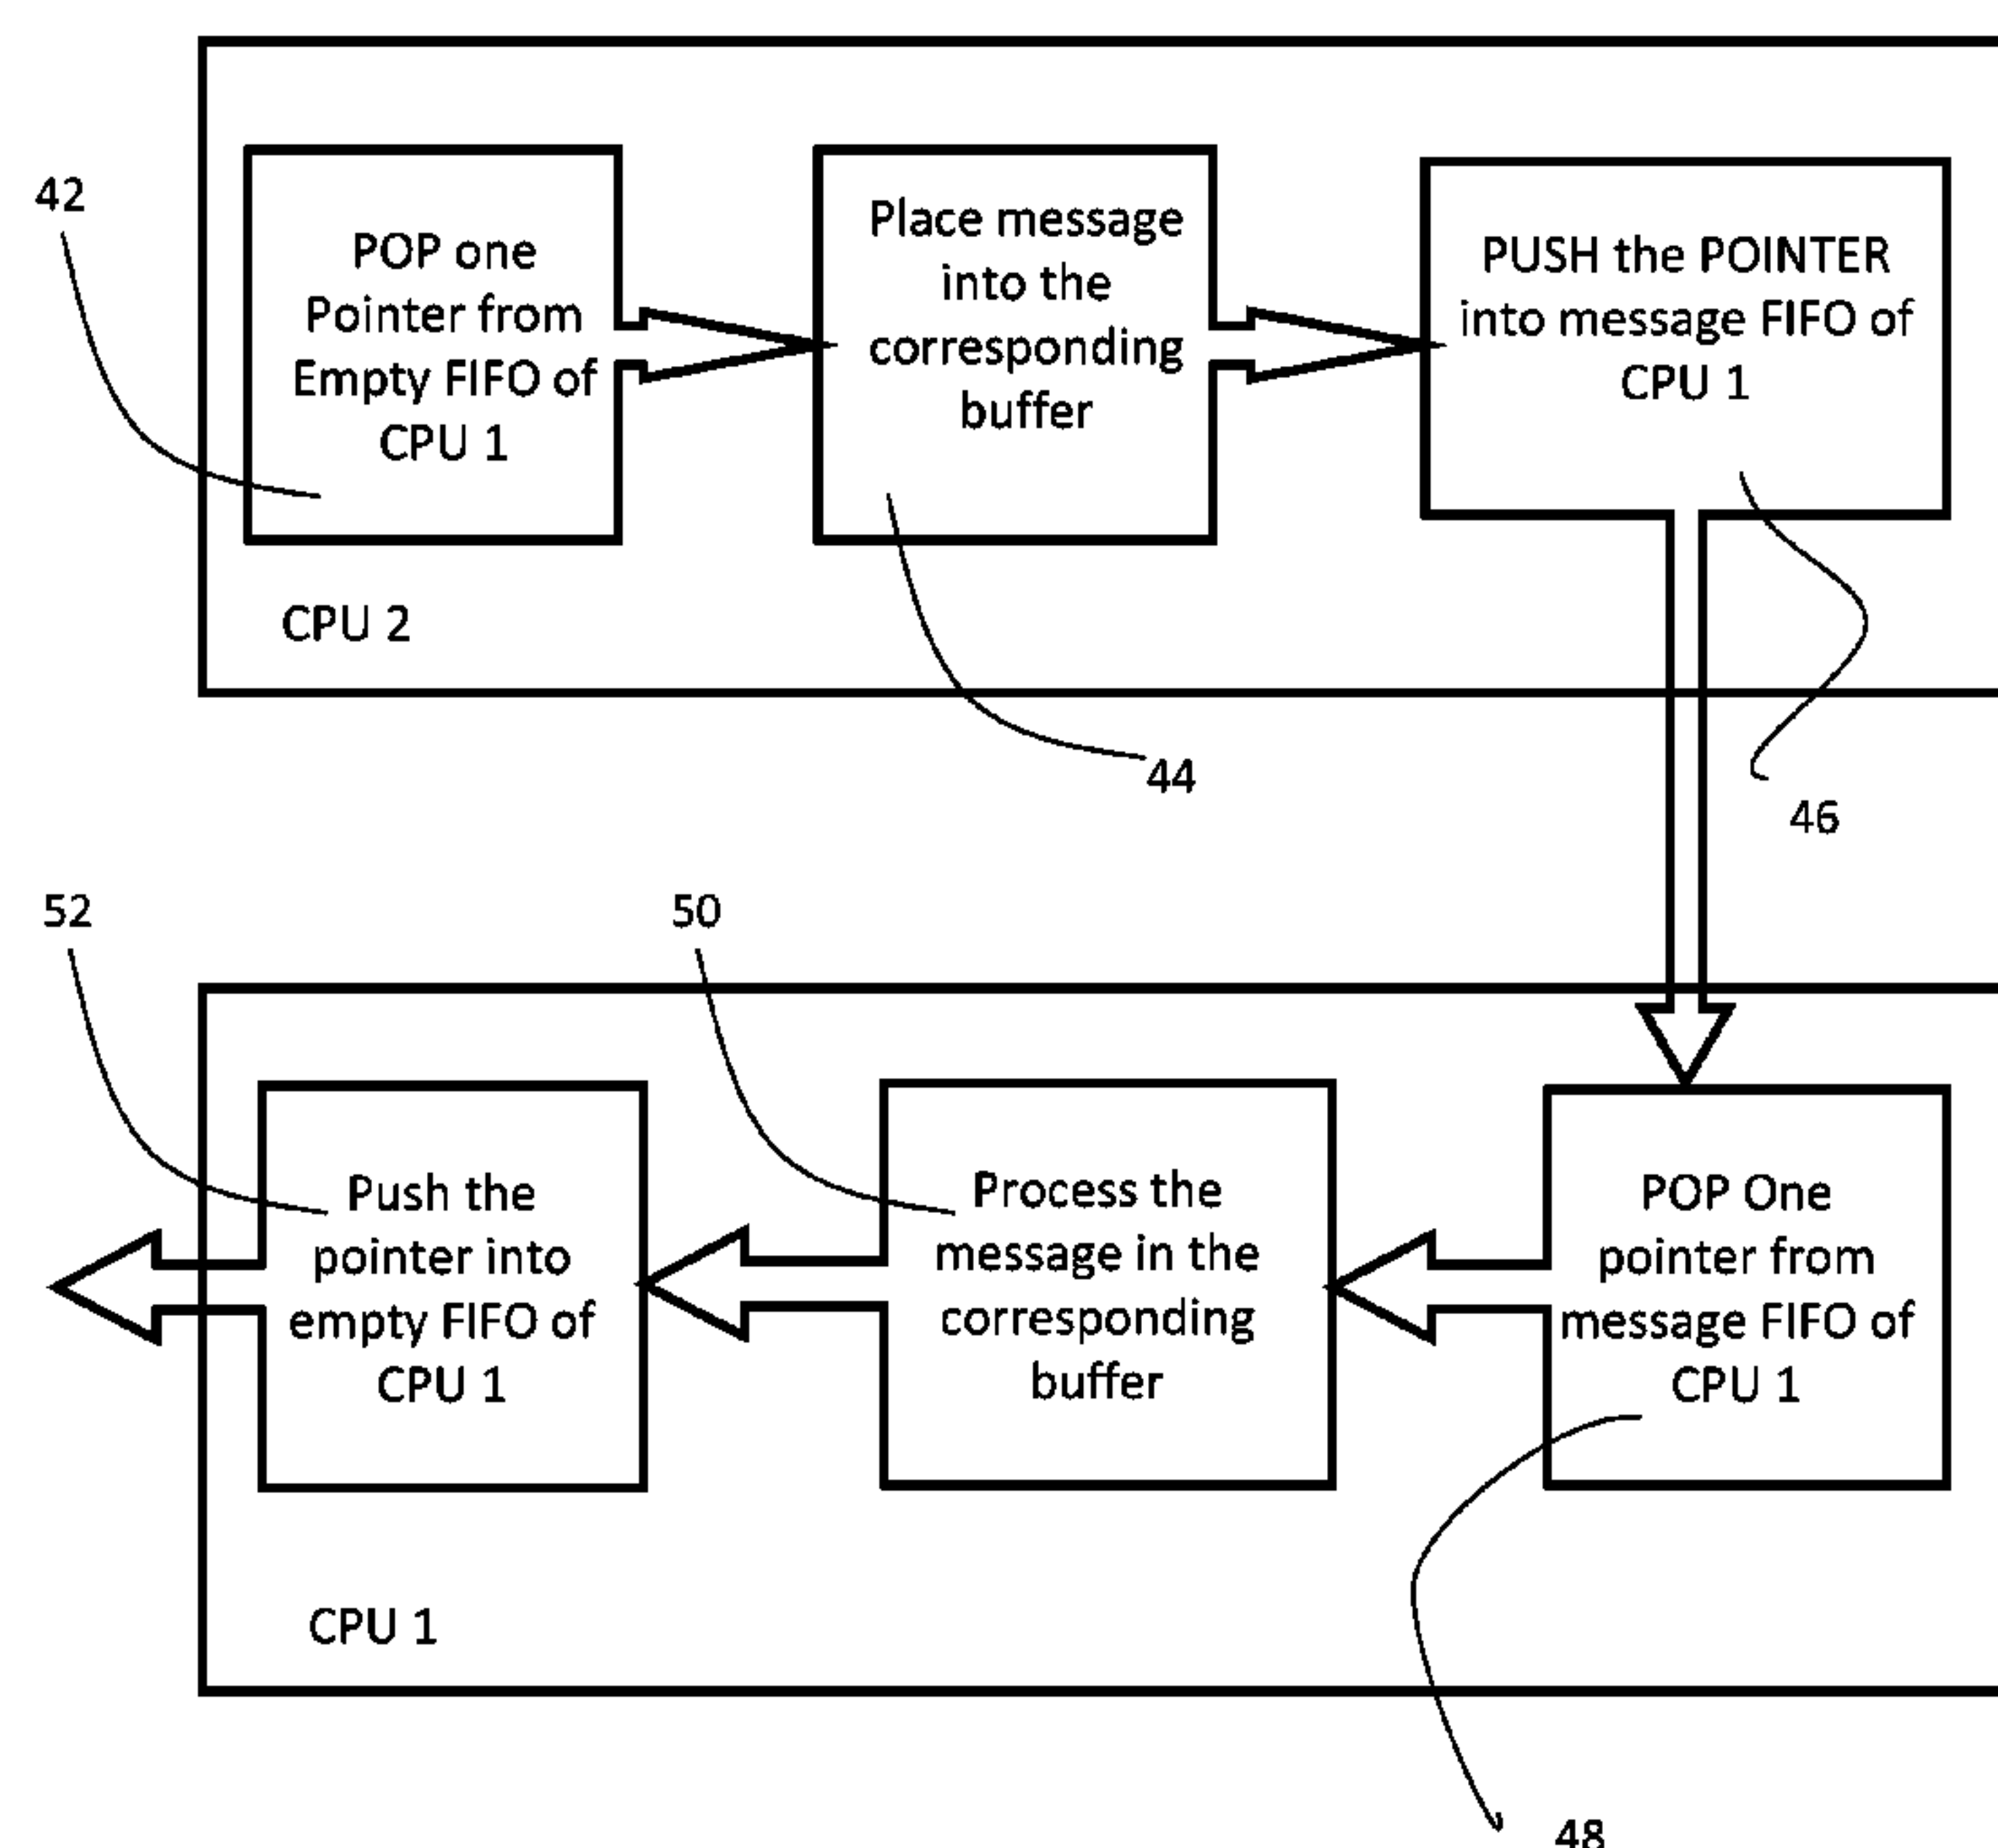 42
POP one
Pointer from
Empty FIFO of
CPU 1
Place message
into the
corresponding
buffer
PUSH the POINTER
into message FIFO of
CPU 1
CPU 2
44
46
52
50
Push the
pointer into
empty FIFO of
CPU 1
Process the
message in the
corresponding
buffer
POP One
pointer from
message FIFO of
CPU 1
CPU 1
48